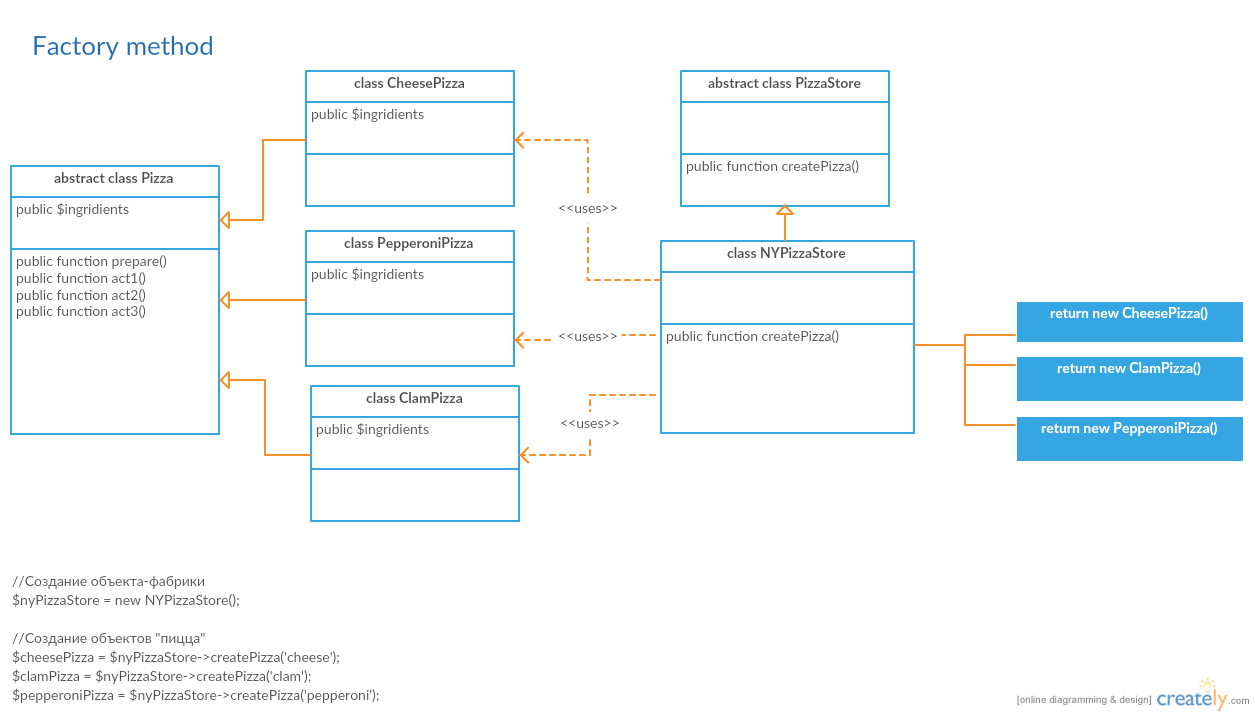 Factory method
class CheesePizza
public $ingridients
abstract class PizzaStore
public function createPizza()
abstract class Pizza
public $ingridients
public function prepare()
public function act1()
public function act2()
public function act3()
<<uses>>
class PepperoniPizza
public $ingridients
class NYPizzaStore
public function createPizza()
<<uses>>
return new CheesePizza()
return new ClamPizza()
return new PepperoniPizza()
class ClamPizza
public $ingridients
<<uses>>
//Создание объекта-фабрики
$nyPizzaStore = new NYPizzaStore();
//Создание объектов "пицца"
$cheesePizza = $nyPizzaStore->createPizza('cheese');
$clamPizza = $nyPizzaStore->createPizza('clam');
$pepperoniPizza = $nyPizzaStore->createPizza('pepperoni');
[online diagramming & design] creately.com